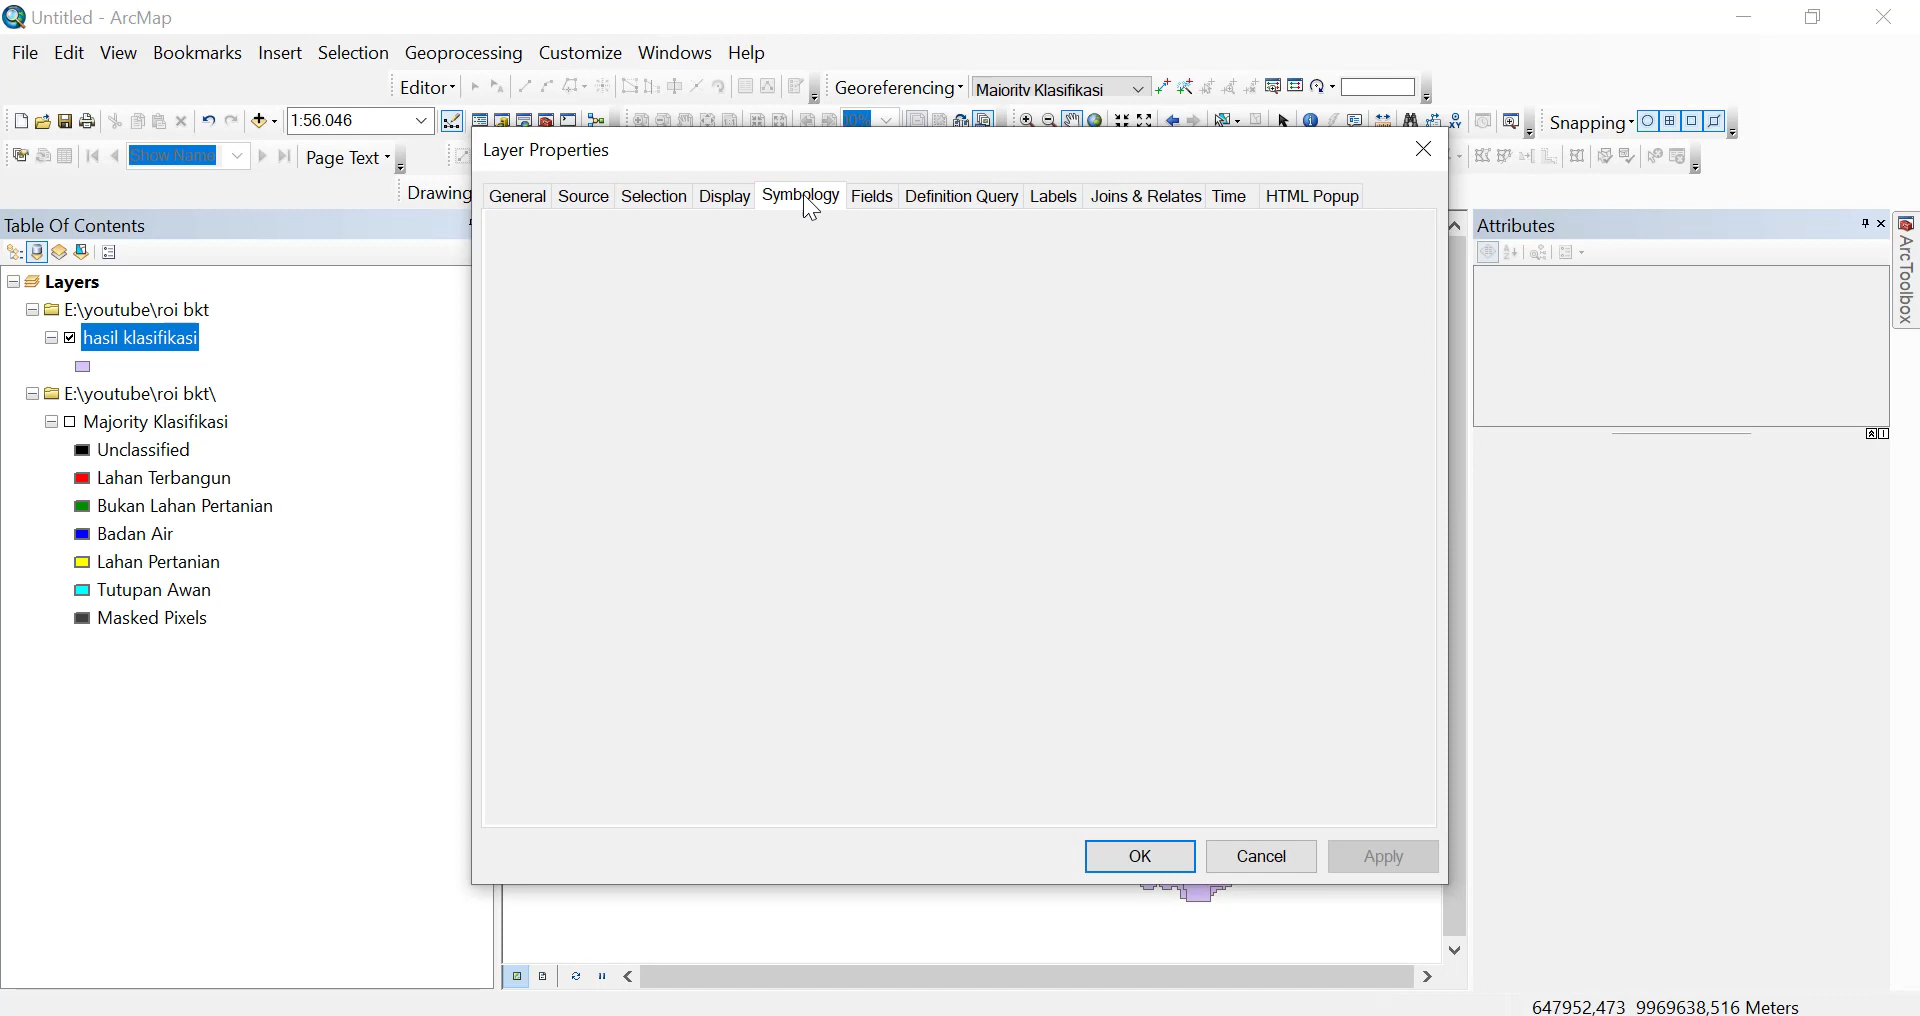 Untitled - ArcMap
File Edit View Bookmarks Insert Selection Geoprocessing Customize Windows Help
Editor Georeferencing Majority Klasifikasi
1:56.046 Snapping
Show Name Page Text
Layer Properties
Drawing
General Source Selection Display Symbology Fields Definition Query Labels Joins & Relates Time HTML Popup
Table Of Contents
Attributes
ArcToolbox
Layers
E:\youtube\roi bkt
hasil klasifikasi
E:\youtube\roi bkt\
Majority Klasifikasi
Unclassified
Lahan Terbangun
Bukan Lahan Pertanian
Badan Air
Lahan Pertanian
Tutupan Awan
Masked Pixels
OK Cancel Apply
647952,473 9969638,516 Meters